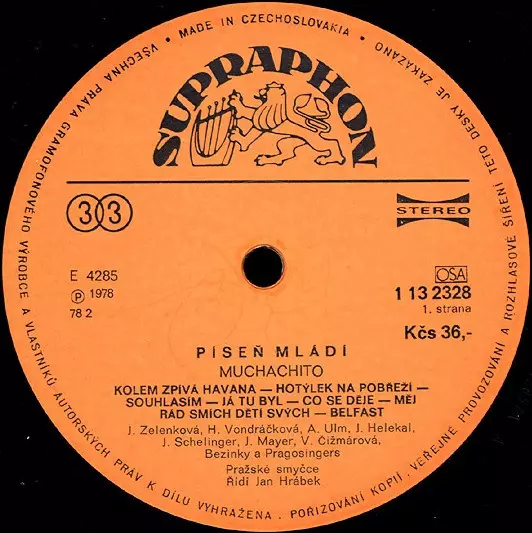 • MADE IN CZECHOSLOVAKIA •
VŠECHNA PRÁVA GRAMOFONOVÉHO VÝROBCE A VLASTNÍKŮ AUTORSKÝCH PRÁV K DÍLU VYHRAŽENA. POŘIZOVÁNÍ KOPIÍ, VEŘEJNÉ PROVOZOVÁNÍ A ROZHLASOVÉ ŠÍŘENÍ TÉTO DESKY JE ZAKÁZÁNO
SUPRAPHON
33
STEREO
E 4285
℗ 1978
78 2
OSA
1 13 2328
1. strana
Kčs 36,-
PÍSEŇ MLÁDÍ
MUCHACHITO
KOLEM ZPÍVÁ HAVANA — HOTÝLEK NA POBŘEŽÍ —
SOUHLASÍM — JÁ TU BYL — CO SE DĚJE — MĚJ
RÁD SMÍCH DĚTÍ SVÝCH — BELFAST
J. Zelenková, H. Vondráčková, A. Ulm, J. Helekal,
J. Schelinger, J. Mayer, V. Čižmárová,
Bezinky a Pragosingers
Pražské smyčce
Řídí Jan Hrábek